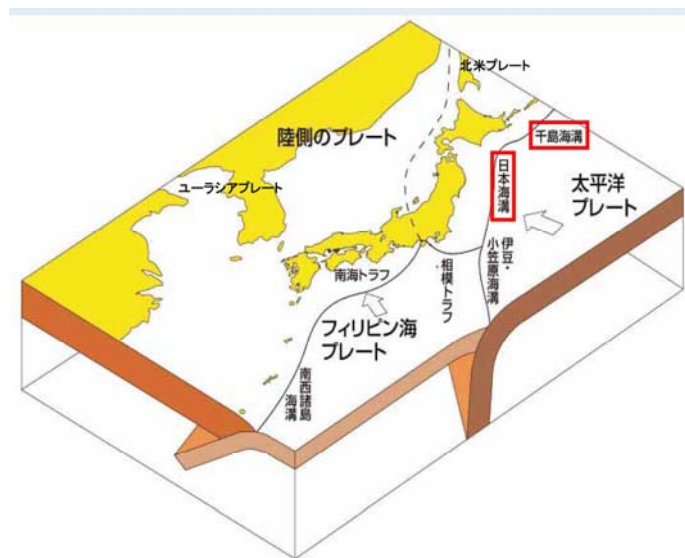 北米プレート
千島海溝
陸側のプレート
日本海溝
太平洋
プレート
ユーラシアプレート
伊豆・
小笠原海溝
相模トラフ
南海トラフ
フィリピン海
プレート
南西諸島
海溝